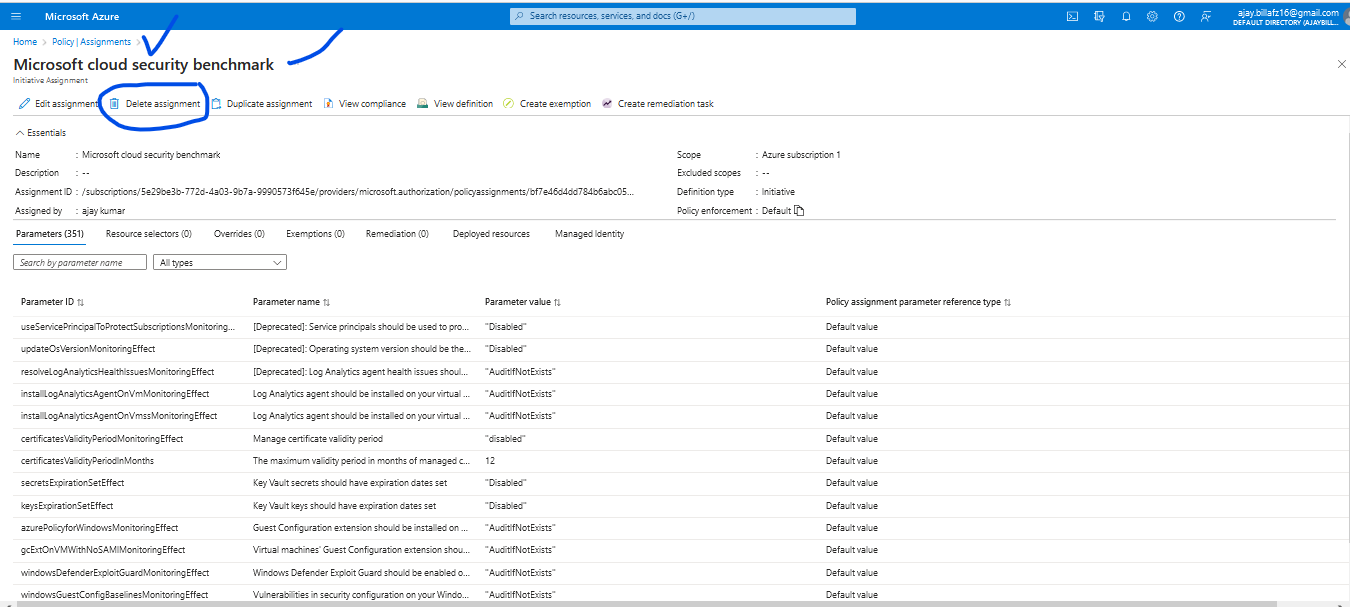 Microsoft Azure
Search resources, services, and docs (G+/)
ajay.billafz16@gmail.com
DEFAULT DIRECTORY (AJAYBILL...
Home > Policy | Assignments >
Microsoft cloud security benchmark
Initiative Assignment
Edit assignment Delete assignment Duplicate assignment View compliance View definition Create exemption Create remediation task
Essentials
Name : Microsoft cloud security benchmark Scope : Azure subscription 1
Description : -- Excluded scopes : --
Assignment ID : /subscriptions/5e29be3b-772d-4a03-9b7a-9990573f645e/providers/microsoft.authorization/policyassignments/bf7e46d4dd784b6abc05... Definition type : Initiative
Assigned by : ajay kumar Policy enforcement : Default
Parameters (351) Resource selectors (0) Overrides (0) Exemptions (0) Remediation (0) Deployed resources Managed Identity
Search by parameter name All types
Parameter ID Parameter name Parameter value Policy assignment parameter reference type
useServicePrincipalToProtectSubscriptionsMonitoring... [Deprecated]: Service principals should be used to pro... "Disabled" Default value
updateOsVersionMonitoringEffect [Deprecated]: Operating system version should be the... "Disabled" Default value
resolveLogAnalyticsHealthIssuesMonitoringEffect [Deprecated]: Log Analytics agent health issues shoul... "AuditIfNotExists" Default value
installLogAnalyticsAgentOnVmMonitoringEffect Log Analytics agent should be installed on your virtual ... "AuditIfNotExists" Default value
installLogAnalyticsAgentOnVmssMonitoringEffect Log Analytics agent should be installed on your virtual ... "AuditIfNotExists" Default value
certificatesValidityPeriodMonitoringEffect Manage certificate validity period "disabled" Default value
certificatesValidityPeriodInMonths The maximum validity period in months of managed c... 12 Default value
secretsExpirationSetEffect Key Vault secrets should have expiration dates set "Disabled" Default value
keysExpirationSetEffect Key Vault keys should have expiration dates set "Disabled" Default value
azurePolicyforWindowsMonitoringEffect Guest Configuration extension should be installed on ... "AuditIfNotExists" Default value
gcExtOnVMWithNoSAMIMonitoringEffect Virtual machines' Guest Configuration extension shou... "AuditIfNotExists" Default value
windowsDefenderExploitGuardMonitoringEffect Windows Defender Exploit Guard should be enabled o... "AuditIfNotExists" Default value
windowsGuestConfigBaselinesMonitoringEffect Vulnerabilities in security configuration on your Windo... "AuditIfNotExists" Default value